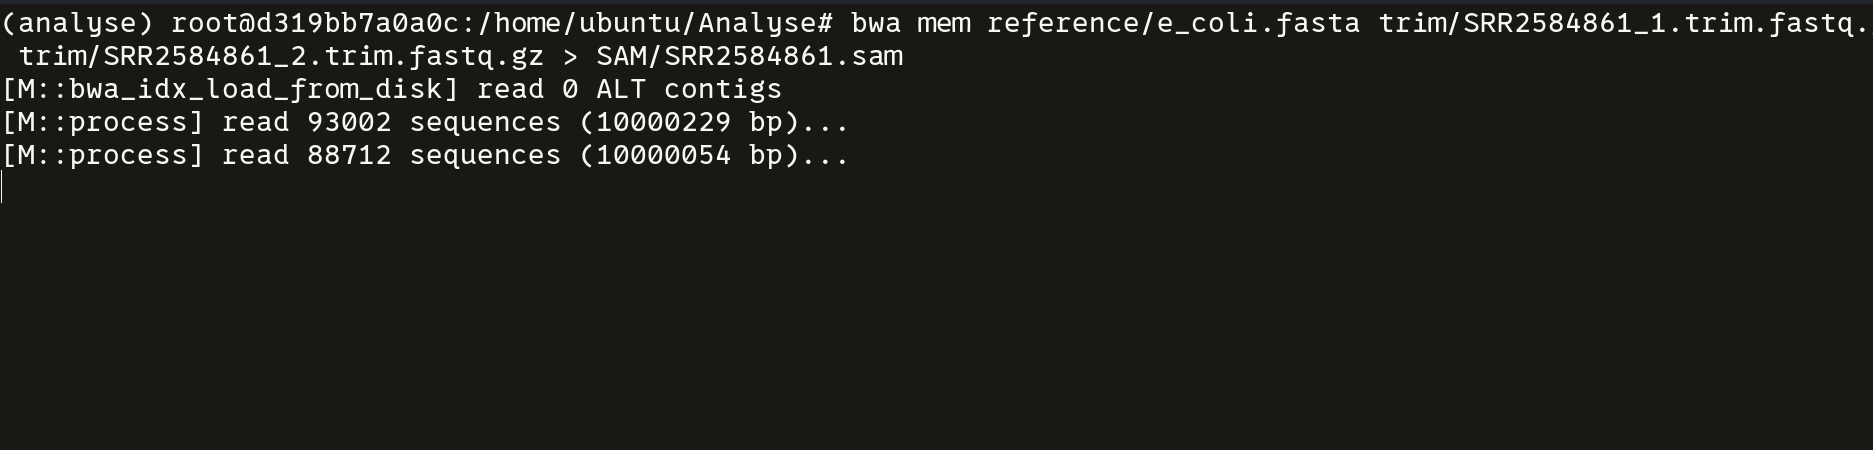 (analyse) root@d319bb7a0a0c:/home/ubuntu/Analyse# bwa mem reference/e_coli.fasta trim/SRR2584861_1.trim.fastq.
trim/SRR2584861_2.trim.fastq.gz > SAM/SRR2584861.sam
[M::bwa_idx_load_from_disk] read 0 ALT contigs
[M::process] read 93002 sequences (10000229 bp)...
[M::process] read 88712 sequences (10000054 bp)...